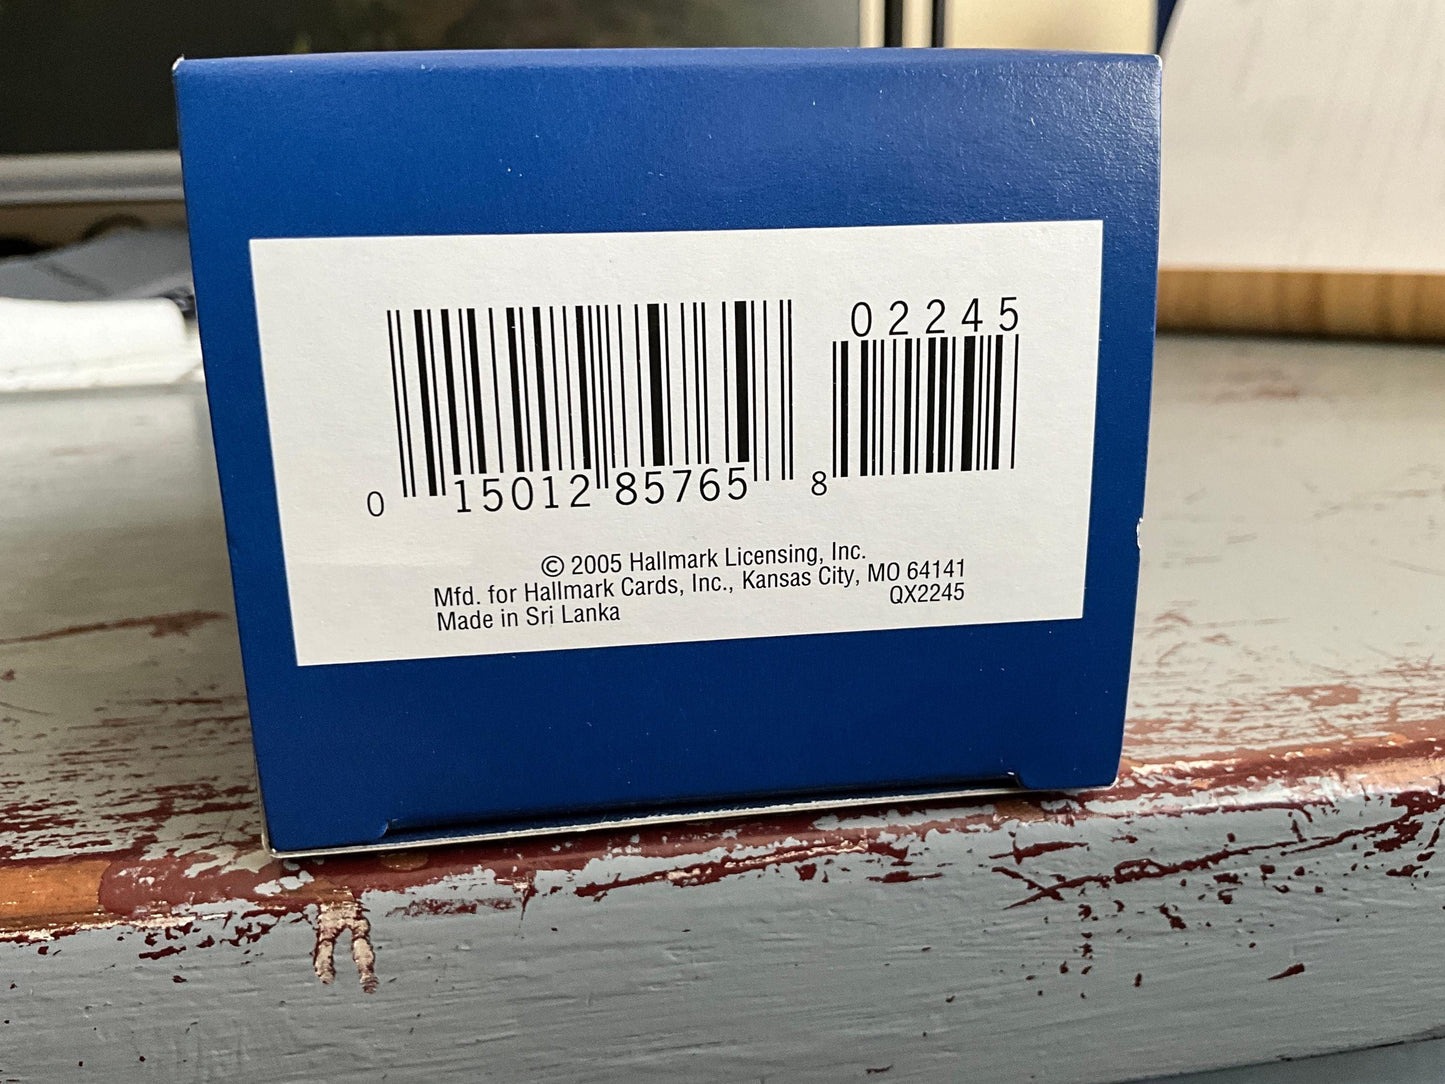 02245
0 15012 85765 8
© 2005 Hallmark Licensing, Inc.
Mfd. for Hallmark Cards, Inc., Kansas City, MO 64141
Made in Sri Lanka QX2245